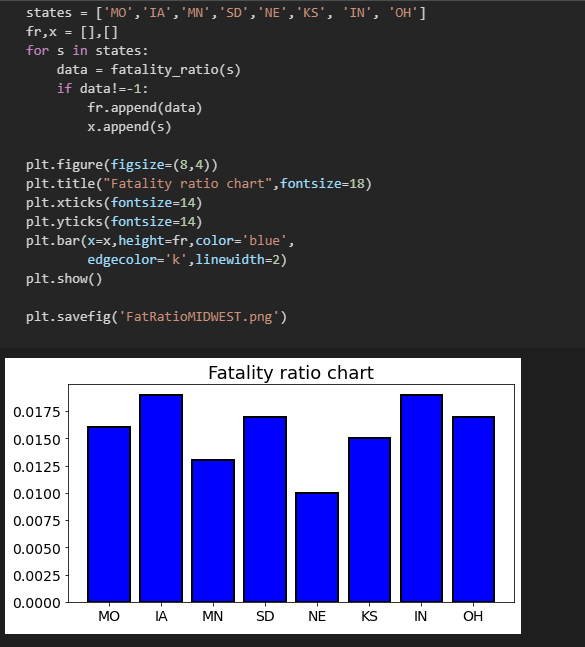 states = ['MO','IA','MN','SD','NE','KS', 'IN', 'OH']
fr,x = [],[]
for s in states:
    data = fatality_ratio(s)
    if data!=-1:
        fr.append(data)
        x.append(s)
plt.figure(figsize=(8,4))
plt.title("Fatality ratio chart",fontsize=18)
plt.xticks(fontsize=14)
plt.yticks(fontsize=14)
plt.bar(x=x,height=fr,color='blue',
        edgecolor='k',linewidth=2)
plt.show()
plt.savefig('FatRatioMIDWEST.png')
Fatality ratio chart
0.0175
0.0150
0.0125
0.0100
0.0075
0.0050
0.0025
0.0000
MO IA MN SD NE KS IN OH